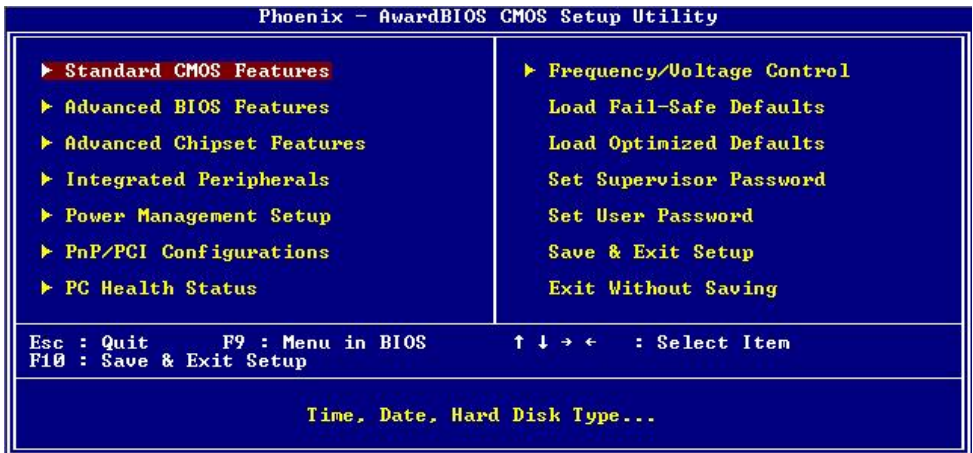 Phoenix - AwardBIOS CMOS Setup Utility
► Standard CMOS Features
► Advanced BIOS Features
► Advanced Chipset Features
► Integrated Peripherals
► Power Management Setup
► PnP/PCI Configurations
► PC Health Status
► Frequency/Voltage Control
Load Fail-Safe Defaults
Load Optimized Defaults
Set Supervisor Password
Set User Password
Save & Exit Setup
Exit Without Saving
Esc : Quit F9 : Menu in BIOS ↑ ↓ → ← : Select Item
F10 : Save & Exit Setup
Time, Date, Hard Disk Type...